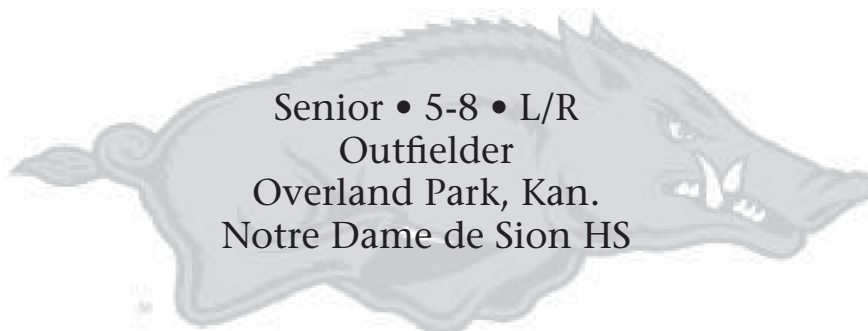 Senior • 5-8 • L/R
Outfielder
Overland Park, Kan.
Notre Dame de Sion HS